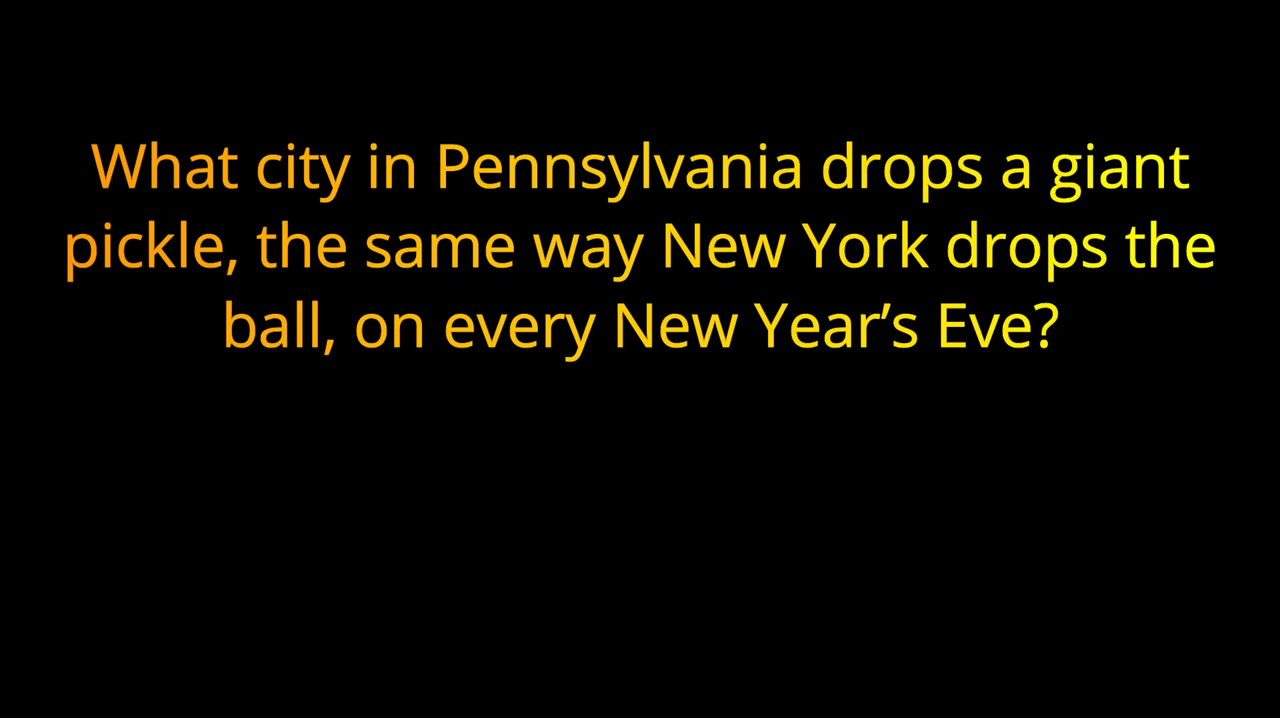 What city in Pennsylvania drops a giant
pickle, the same way New York drops the
ball, on every New Year’s Eve?